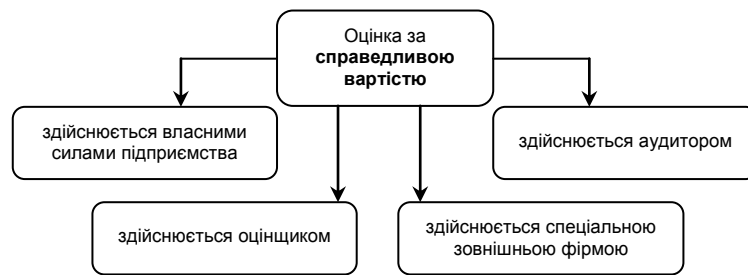 Оцінка за
справедливою
вартістю
здійснюється власними
силами підприємства
здійснюється аудитором
здійснюється оцінщиком
здійснюється спеціальною
зовнішньою фірмою